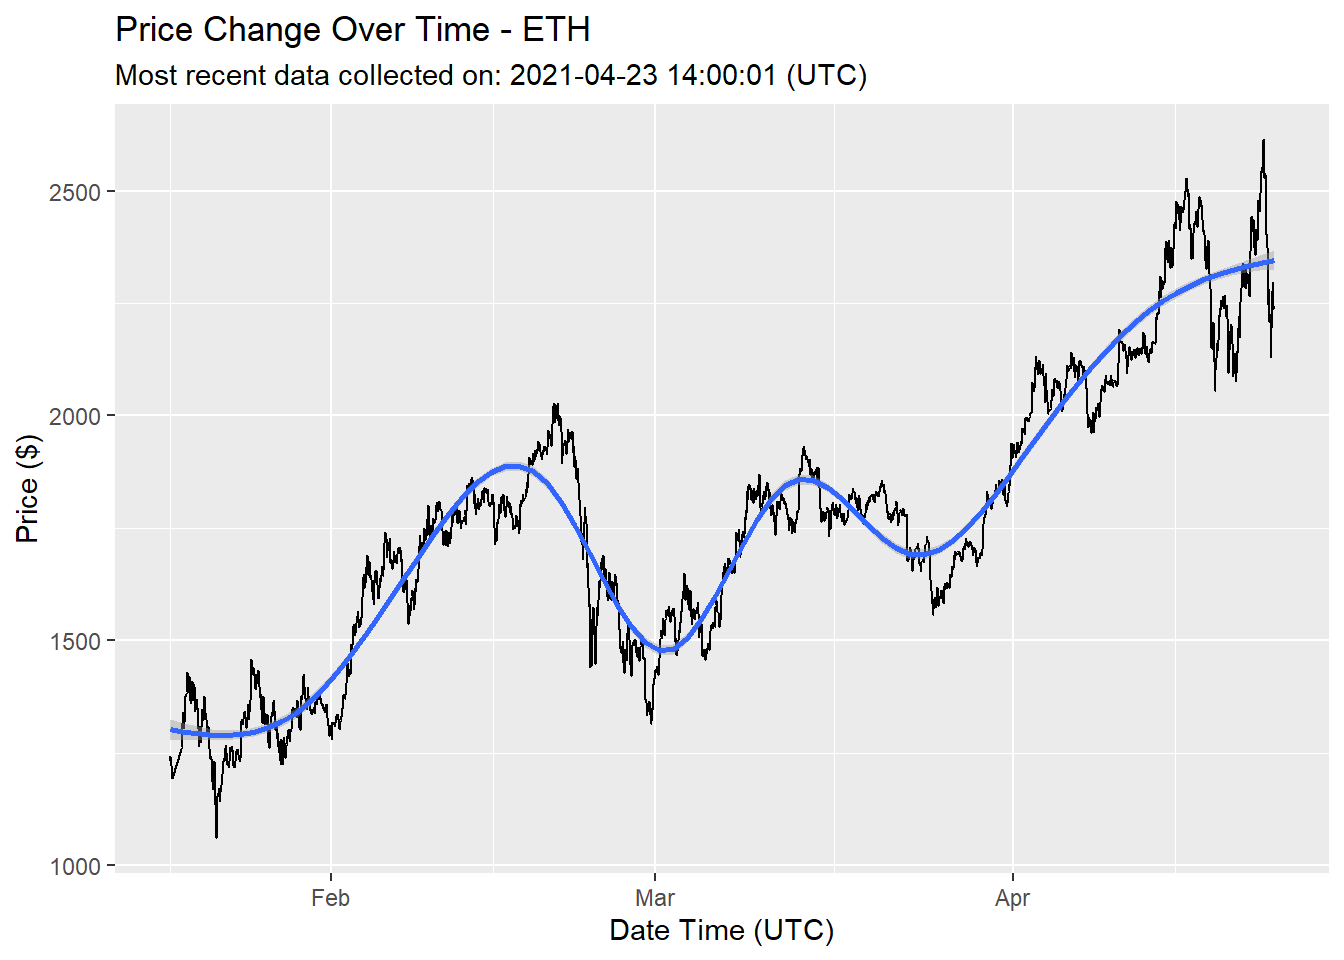 Price Change Over Time - ETH
Most recent data collected on: 2021-04-23 14:00:01 (UTC)
Price ($)
2500
2000
1500
1000
Feb Mar Apr
Date Time (UTC)